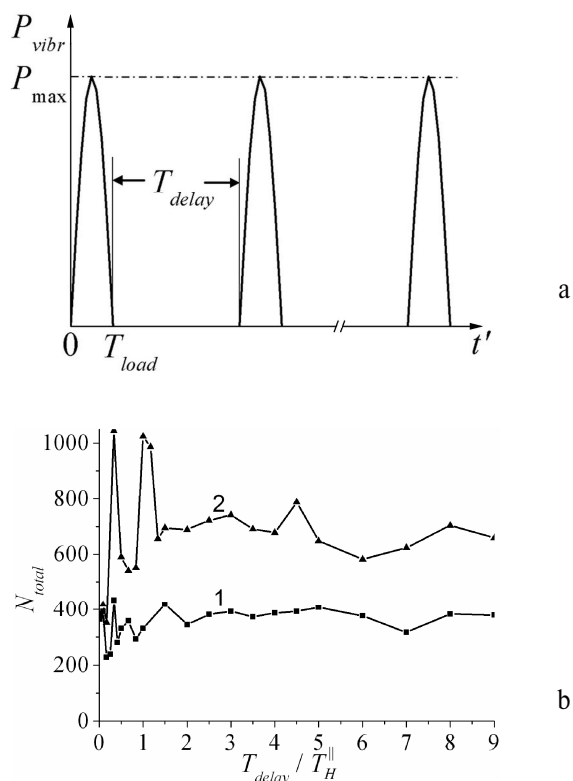 P_vibr
P_max
T_delay
0
T_load
t'
a
1000
800
600
400
200
0
N_total
2
1
0 1 2 3 4 5 6 7 8 9
T_delay / T_H^∥
b